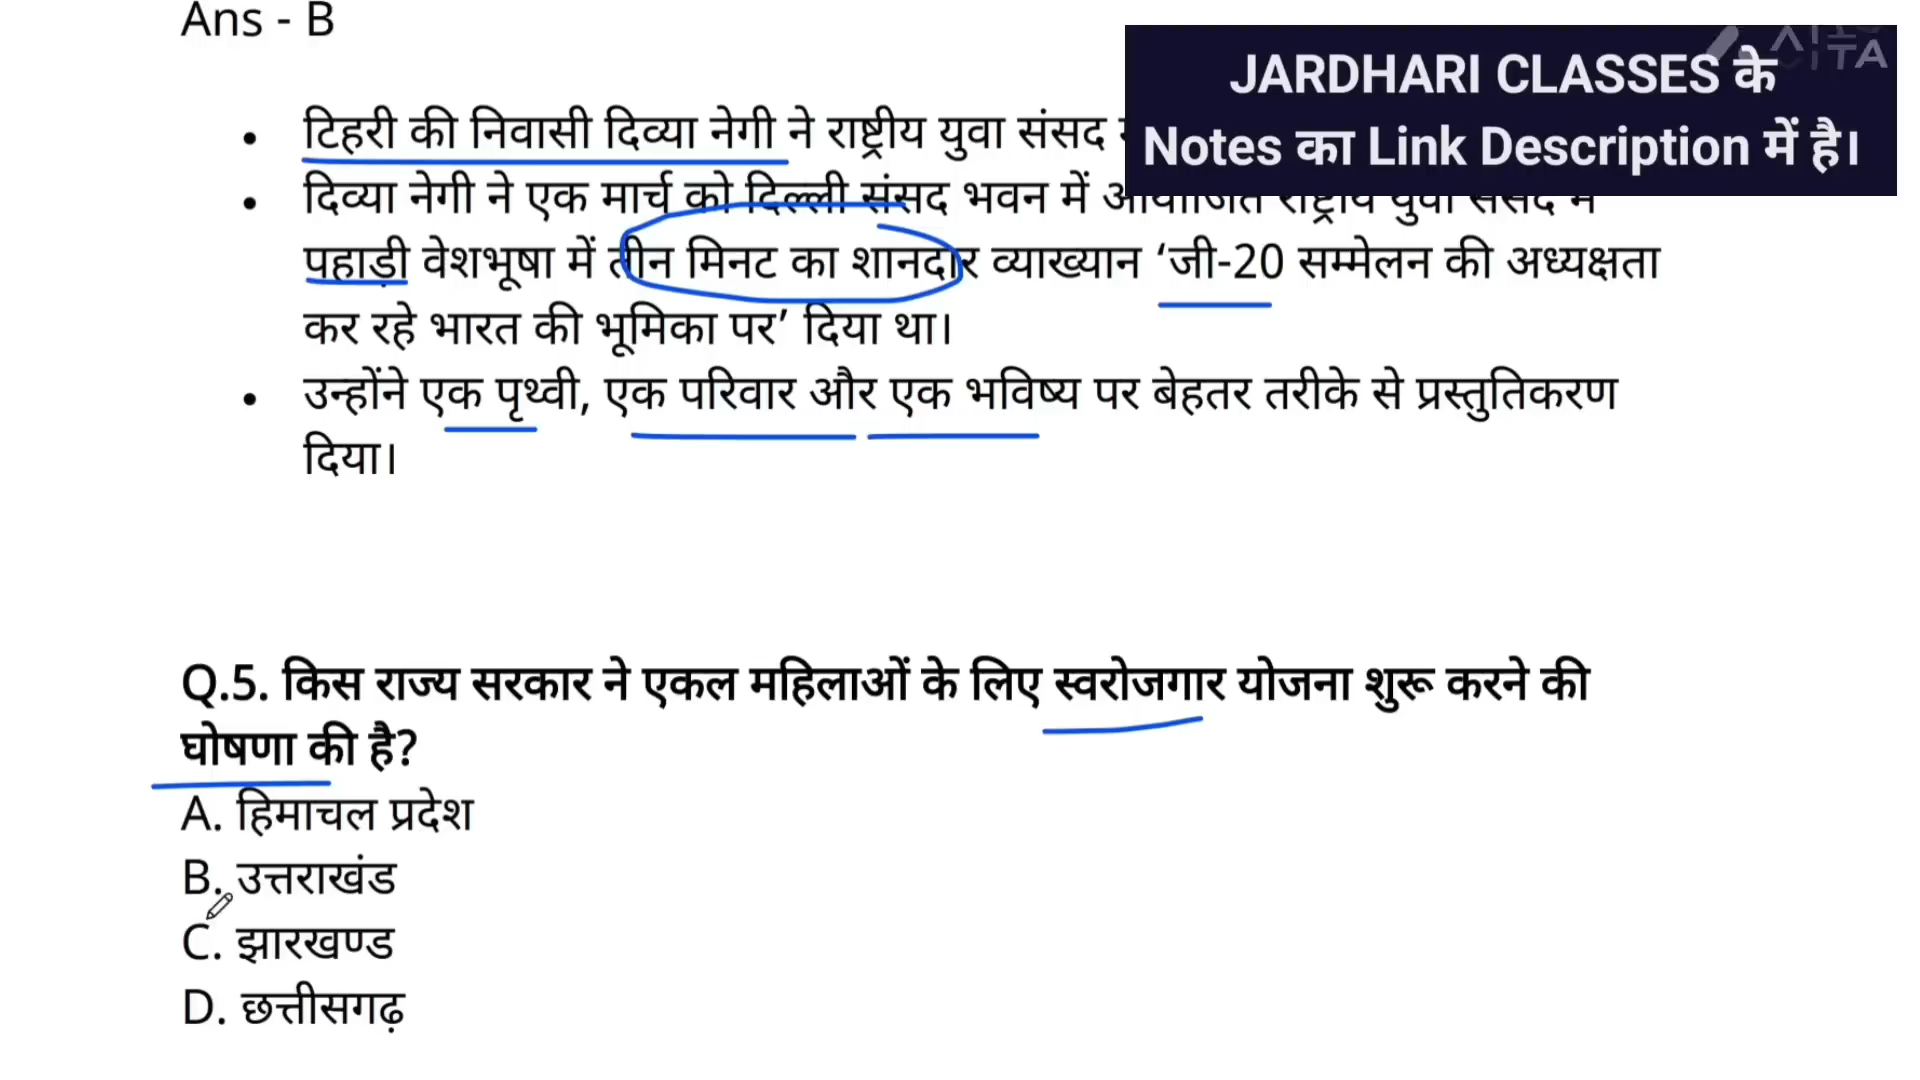 Ans - B
JARDHARI CLASSES के
Notes का Link Description में है।
• टिहरी की निवासी दिव्या नेगी ने राष्ट्रीय युवा संसद
• दिव्या नेगी ने एक मार्च को दिल्ली संसद भवन में आयोजित राष्ट्रीय युवा संसद में
पहाड़ी वेशभूषा में तीन मिनट का शानदार व्याख्यान ‘जी-20 सम्मेलन की अध्यक्षता
कर रहे भारत की भूमिका पर’ दिया था।
• उन्होंने एक पृथ्वी, एक परिवार और एक भविष्य पर बेहतर तरीके से प्रस्तुतिकरण
दिया।
Q.5. किस राज्य सरकार ने एकल महिलाओं के लिए स्वरोजगार योजना शुरू करने की
घोषणा की है?
A. हिमाचल प्रदेश
B. उत्तराखंड
C. झारखण्ड
D. छत्तीसगढ़